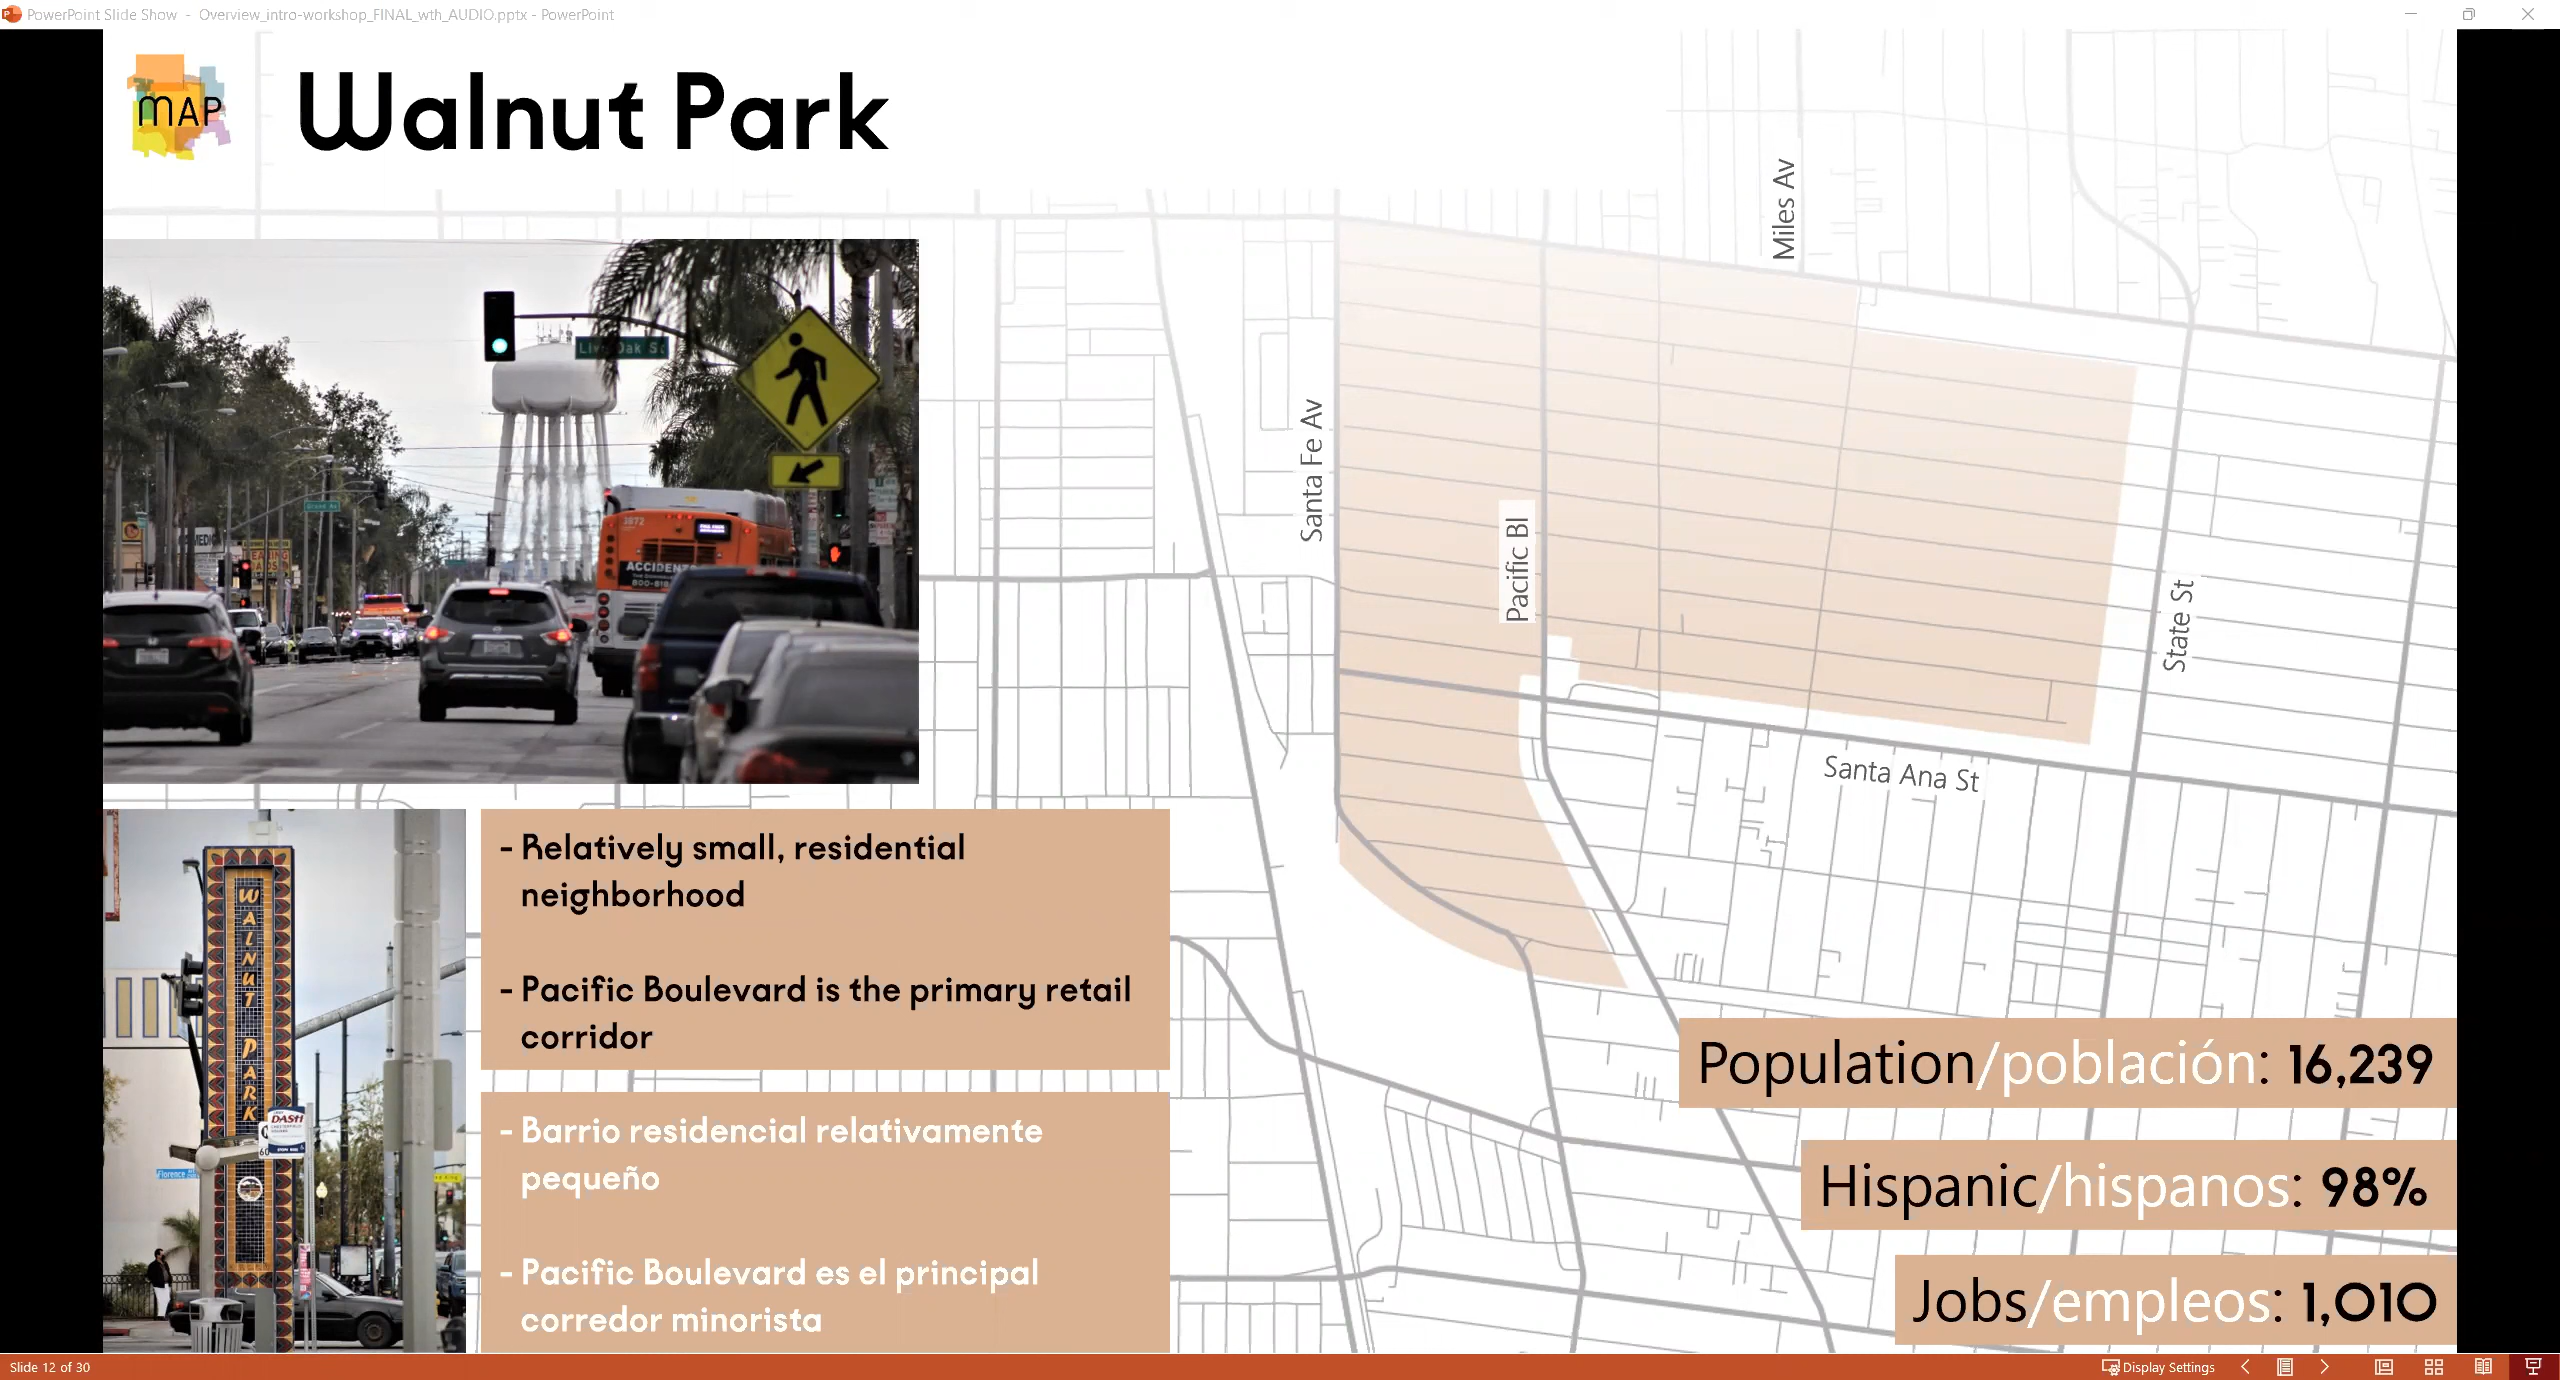 PowerPoint Slide Show - Overview_intro-workshop_FINAL_wth_AUDIO.pptx - PowerPoint
MAP
Walnut Park
Miles Av
Santa Fe Av
Pacific Bl
State St
Santa Ana St
Live Oak St
3872
ACCIDENTS
WALNUT PARK
DASH
60
Florence
- Relatively small, residential
neighborhood
- Pacific Boulevard is the primary retail
corridor
- Barrio residencial relativamente
pequeño
- Pacific Boulevard es el principal
corredor minorista
Population/población: 16,239
Hispanic/hispanos: 98%
Jobs/empleos: 1,010
Slide 12 of 30
Display Settings